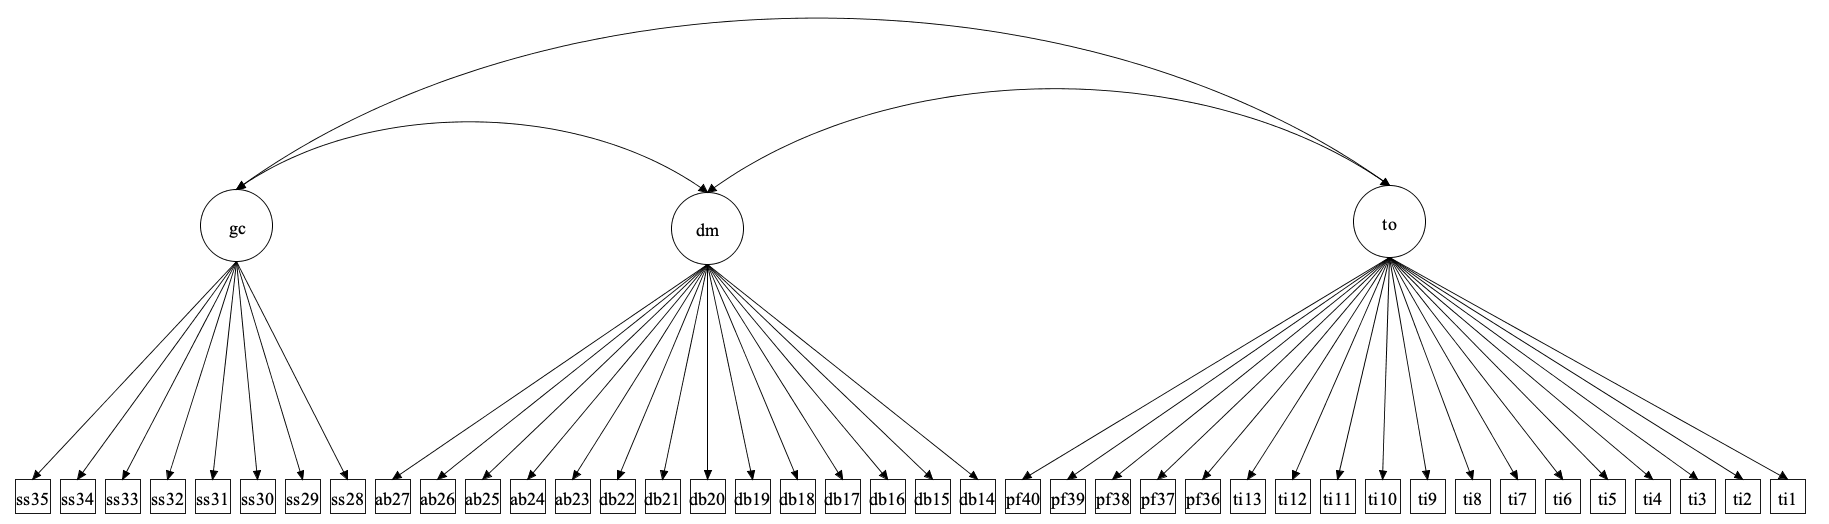 gc dm to
ss35 ss34 ss33 ss32 ss31 ss30 ss29 ss28 ab27 ab26 ab25 ab24 ab23 db22 db21 db20 db19 db18 db17 db16 db15 db14 pf40 pf39 pf38 pf37 pf36 ti13 ti12 ti11 ti10 ti9 ti8 ti7 ti6 ti5 ti4 ti3 ti2 ti1